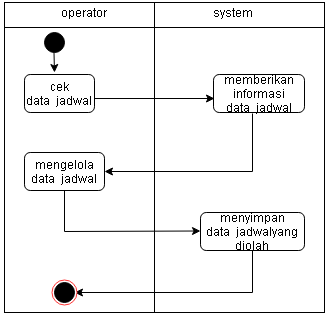 operator
system
cek
data jadwal
memberikan
informasi
data jadwal
mengelola
data jadwal
menyimpan
data jadwalyang
diolah